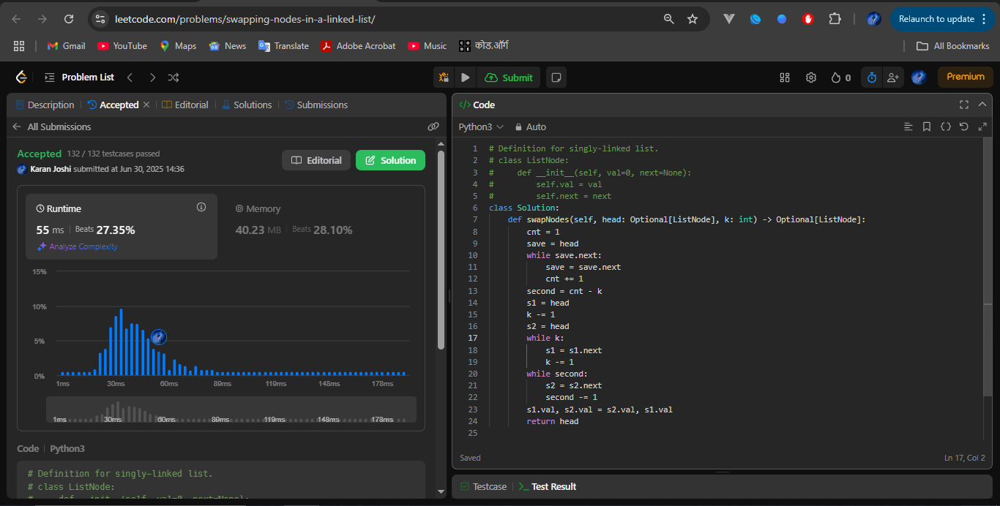 leetcode.com/problems/swapping-nodes-in-a-linked-list/
Relaunch to update
Gmail YouTube Maps News Translate Adobe Acrobat Music कोड.ऑर्ग All Bookmarks
Problem List Submit 0 Premium
Description Accepted Editorial Solutions Submissions
All Submissions
Accepted 132 / 132 testcases passed
Karan Joshi submitted at Jun 30, 2025 14:36
Editorial Solution
Runtime
55 ms Beats 27.35%
Analyze Complexity
Memory
40.23 MB Beats 28.10%
15%
10%
5%
0%
1ms 30ms 60ms 89ms 119ms 148ms 178ms
1ms 30ms 60ms 89ms 119ms 148ms 178ms
Code Python3
# Definition for singly-linked list.
# class ListNode:
#     def __init__(self, val=0, next=None):
Code
Python3 Auto
1 # Definition for singly-linked list.
2 # class ListNode:
3 #     def __init__(self, val=0, next=None):
4 #         self.val = val
5 #         self.next = next
6 class Solution:
7     def swapNodes(self, head: Optional[ListNode], k: int) -> Optional[ListNode]:
8         cnt = 1
9         save = head
10         while save.next:
11             save = save.next
12             cnt += 1
13         second = cnt - k
14         s1 = head
15         k -= 1
16         s2 = head
17         while k:
18             s1 = s1.next
19             k -= 1
20         while second:
21             s2 = s2.next
22             second -= 1
23         s1.val, s2.val = s2.val, s1.val
24         return head
25
Saved Ln 17, Col 2
Testcase Test Result